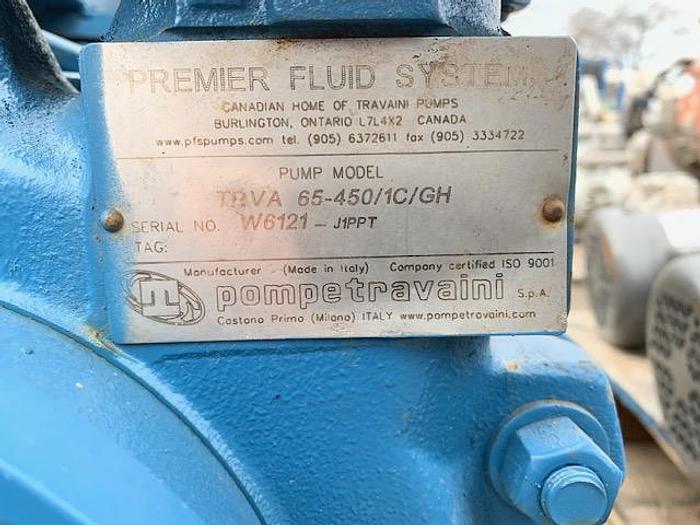 PREMIER FLUID SYSTEMS
CANADIAN HOME OF TRAVAINI PUMPS
BURLINGTON, ONTARIO L7L4X2 CANADA
www.pfspumps.com tel. (905) 6372611 fax (905) 3334722
PUMP MODEL
TRVA 65-450/1C/GH
SERIAL NO. W6121 - J1PPT
TAG:
Manufacturer (Made in Italy) Company certified ISO 9001
pompetravaini S.p.A.
Castano Primo (Milano) ITALY www.pompetravaini.com